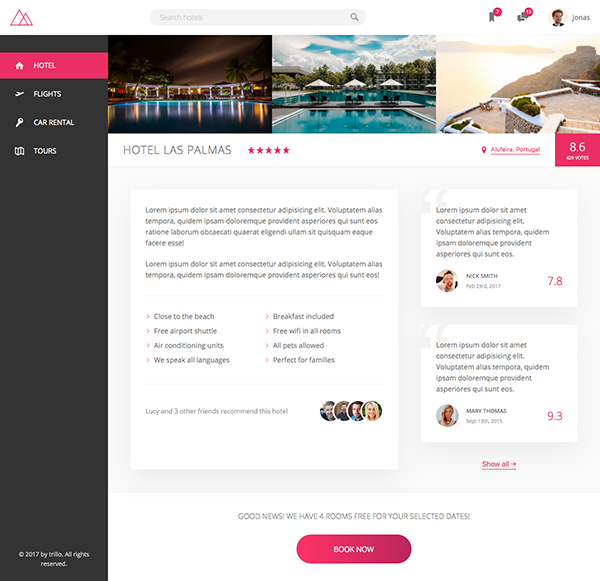 Search hotels
7
13
Jonas
HOTEL
FLIGHTS
CAR RENTAL
TOURS
HOTEL LAS PALMAS
Alufeira, Portugal
8.6
429 VOTES
Lorem ipsum dolor sit amet consectetur adipisicing elit. Voluptatem alias
tempora, quidem ipsam doloremque provident asperiores qui sunt eos
ratione laborum obcaecati quaerat eligendi ullam sit quisquam eaque
facere esse!
Lorem ipsum dolor sit amet consectetur adipisicing elit. Voluptatem alias
tempora, quidem ipsam doloremque provident asperiores qui sunt eos!
Close to the beach
Breakfast included
Free airport shuttle
Free wifi in all rooms
Air conditioning units
All pets allowed
We speak all languages
Perfect for families
Lucy and 3 other friends recommend this hotel
“
Lorem ipsum dolor sit amet
consectetur adipisicing elit.
Voluptatem alias tempora, quidem
ipsam doloremque provident
asperiores qui sunt eos.
NICK SMITH
Feb 23rd, 2017
7.8
“
Lorem ipsum dolor sit amet
consectetur adipisicing elit.
Voluptatem alias tempora, quidem
ipsam doloremque provident
asperiores qui sunt eos.
MARY THOMAS
Sept 13th, 2015
9.3
Show all →
GOOD NEWS! WE HAVE 4 ROOMS FREE FOR YOUR SELECTED DATES!
BOOK NOW
© 2017 by trillo. All rights
reserved.